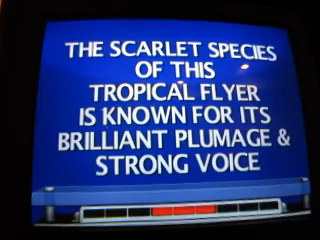 THE SCARLET SPECIES
OF THIS
TROPICAL FLYER
IS KNOWN FOR ITS
BRILLIANT PLUMAGE &
STRONG VOICE